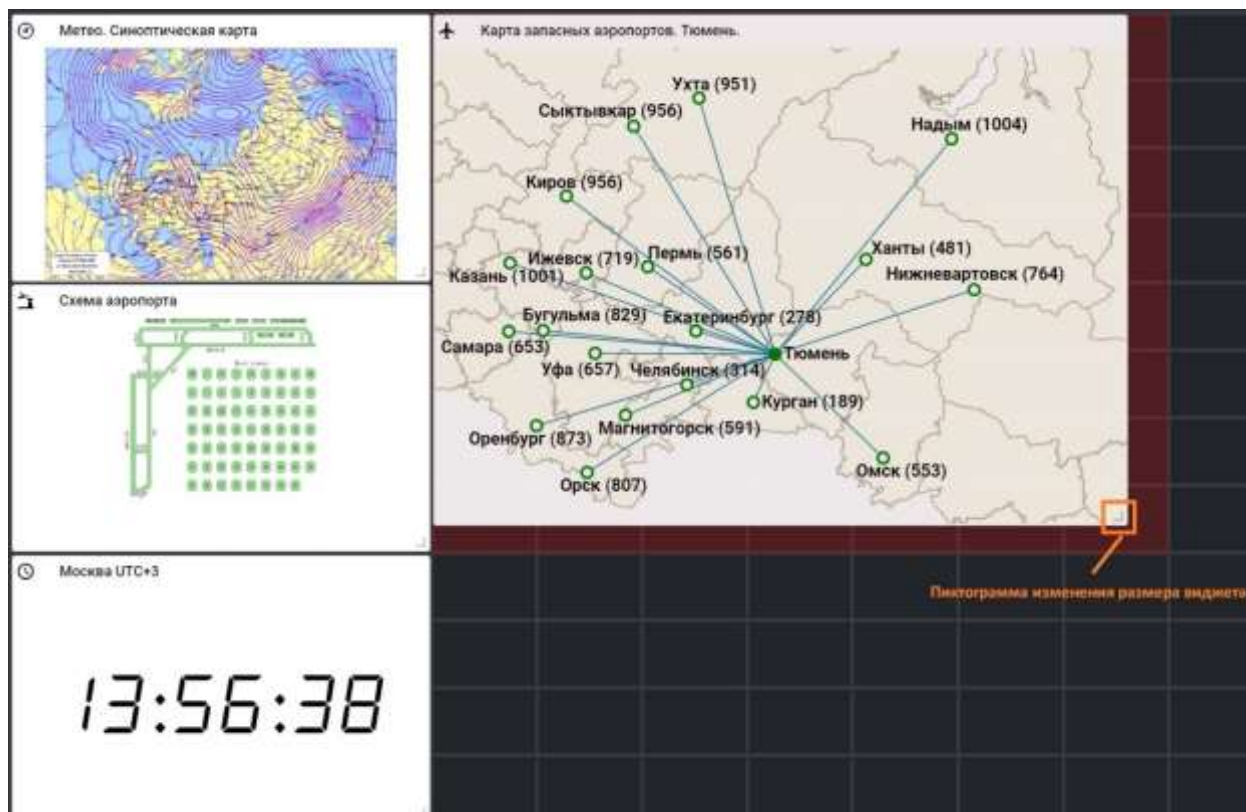 Метео. Синоптическая карта
Карта запасных аэропортов. Тюмень.
Ухта (951)
Сыктывкар (956)
Надым (1004)
Киров (956)
Ханты (481)
Пермь (561)
Ижевск (719)
Казань (1001)
Нижневартовск (764)
Схема аэропорта
Бугульма (829)
Екатеринбург (278)
Самара (653)
Тюмень
Уфа (657)
Челябинск (314)
Курган (189)
Оренбург (873)
Магнитогорск (591)
Омск (553)
Орск (807)
Москва UTC+3
Пиктограмма изменения размера виджета
13:56:38